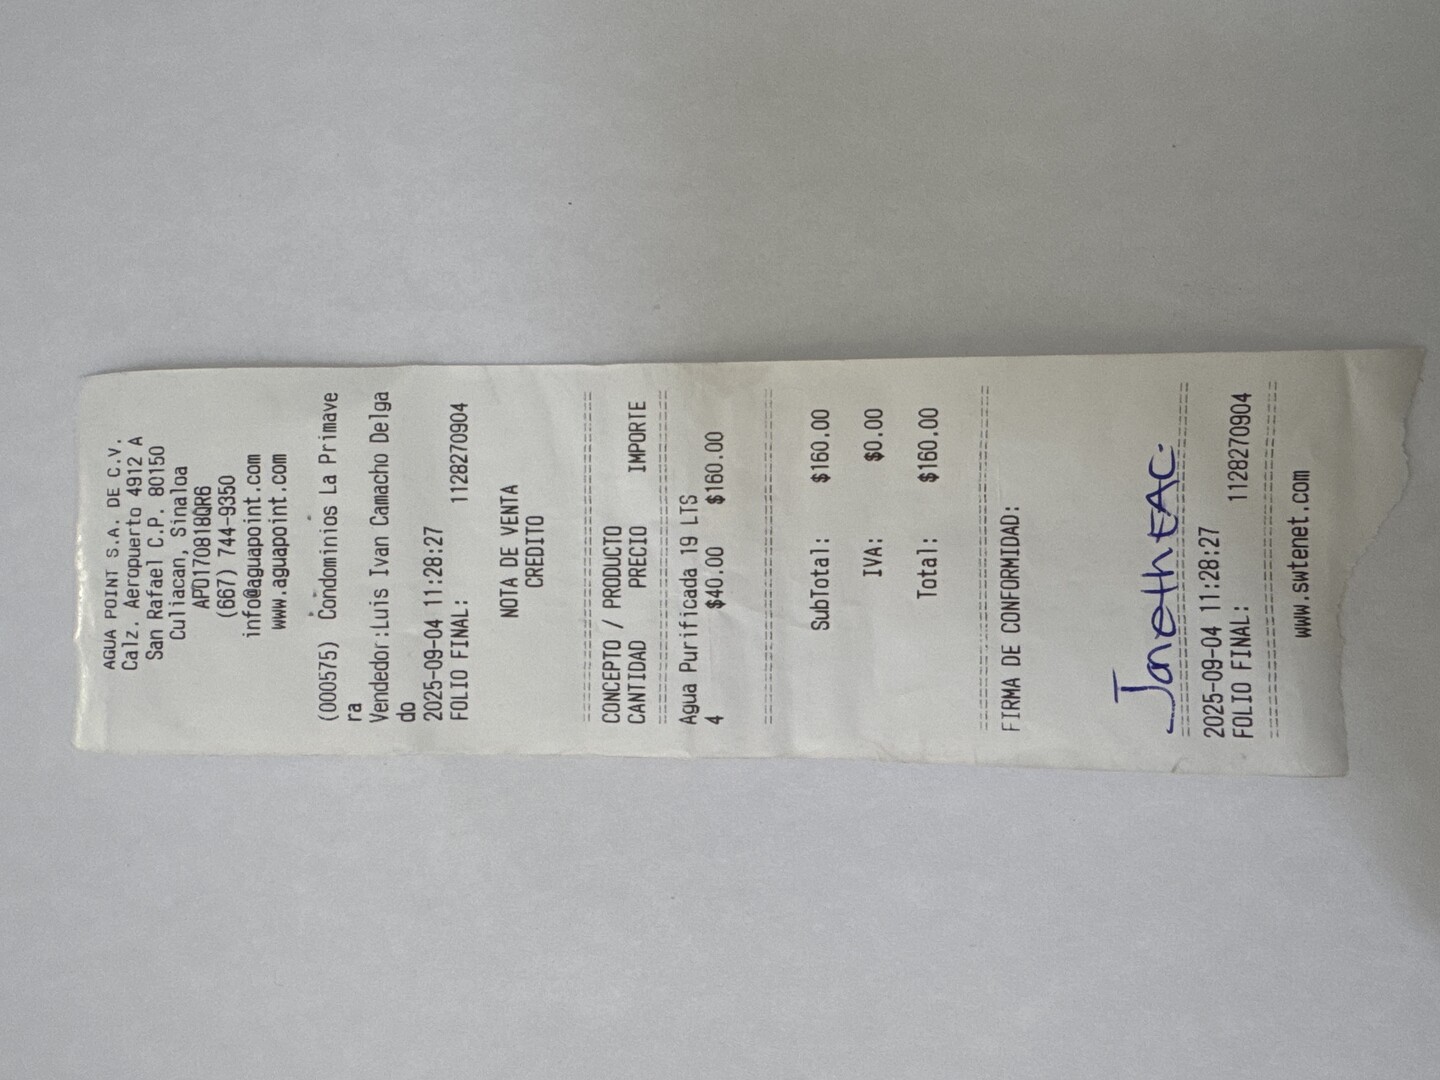 AGUA POINT S.A. DE C.V.
Calz. Aeropuerto 4912 A
San Rafael C.P. 80150
Culiacan, Sinaloa
APO170818QR6
(667) 744-9350
info@aguapoint.com
www.aguapoint.com
(000575) Condominios La Primave
ra
Vendedor:Luis Ivan Camacho Delga
do
2025-09-04 11:28:27
FOLIO FINAL: 1128270904
NOTA DE VENTA
CREDITO
================================
CONCEPTO / PRODUCTO
CANTIDAD PRECIO IMPORTE
================================
Agua Purificada 19 LTS
4 $40.00 $160.00
================================
SubTotal: $160.00
IVA: $0.00
Total: $160.00
================================
FIRMA DE CONFORMIDAD:
Janeth EAC.
================================
2025-09-04 11:28:27
FOLIO FINAL: 1128270904
================================
www.swtenet.com